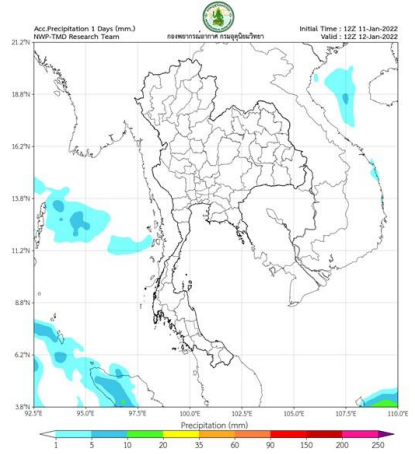 Acc.Precipitation 1 Days (mm.)
NWP-TMD Research Team
กองพยากรณ์อากาศ กรมอุตุนิยมวิทยา
Initial Time : 12Z 11-Jan-2022
Valid : 12Z 12-Jan-2022
21.2°N
18.8°N
16.2°N
13.8°N
11.2°N
8.8°N
6.2°N
3.8°N
92.5°E 95.0°E 97.5°E 100.0°E 102.5°E 105.0°E 107.5°E 110.0°E
Precipitation (mm)
1 5 10 20 35 60 90 150 200 250